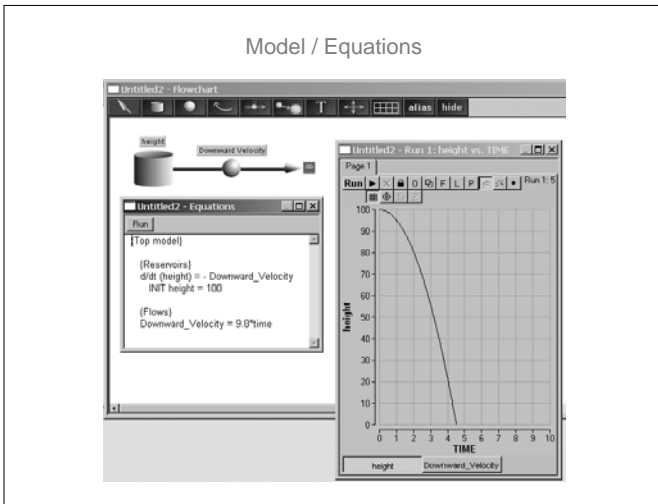 Model / Equations
Untitled2 - Flowchart
T
alias hide
height
Downward Velocity
Untitled2 - Equations
Run
{Top model}
{Reservoirs}
d/dt (height) = - Downward_Velocity
INIT height = 100
{Flows}
Downward_Velocity = 9.8*time
Untitled2 - Run 1: height vs. TIME
Page 1
Run X 0 F L P Run 1: 5
100
90
80
70
60
50
40
30
20
10
0
height
0 1 2 3 4 5 6 7 8 9 10
TIME
height Downward_Velocity